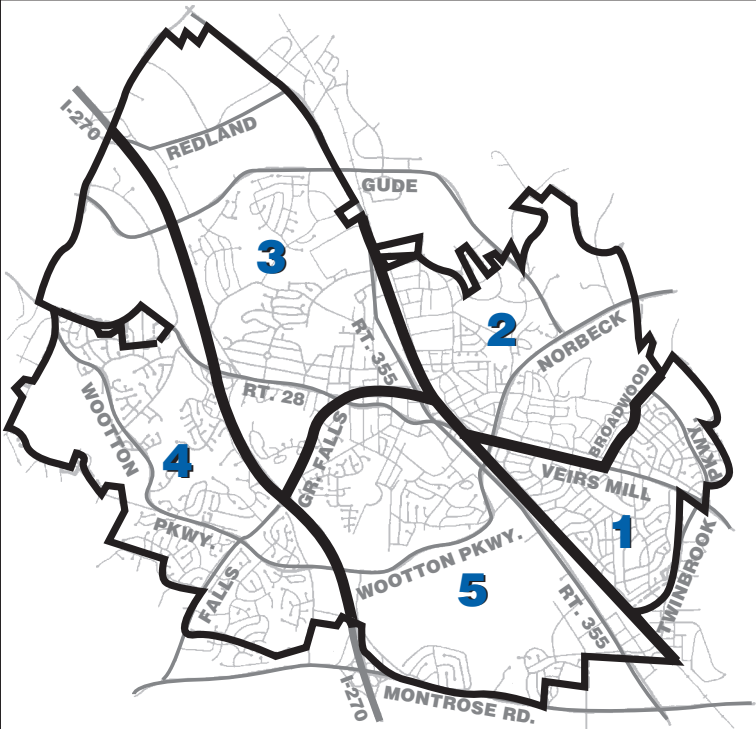 I-270
REDLAND
GUDE
3
RT. 355
2
NORBECK
RT. 28
BROADWOOD
WOOTTON
GR. FALLS
4
VEIRS MILL
PKWY.
1
PKWY.
WOOTTON PKWY.
TWINBROOK
FALLS
5
RT. 355
I-270
MONTROSE RD.